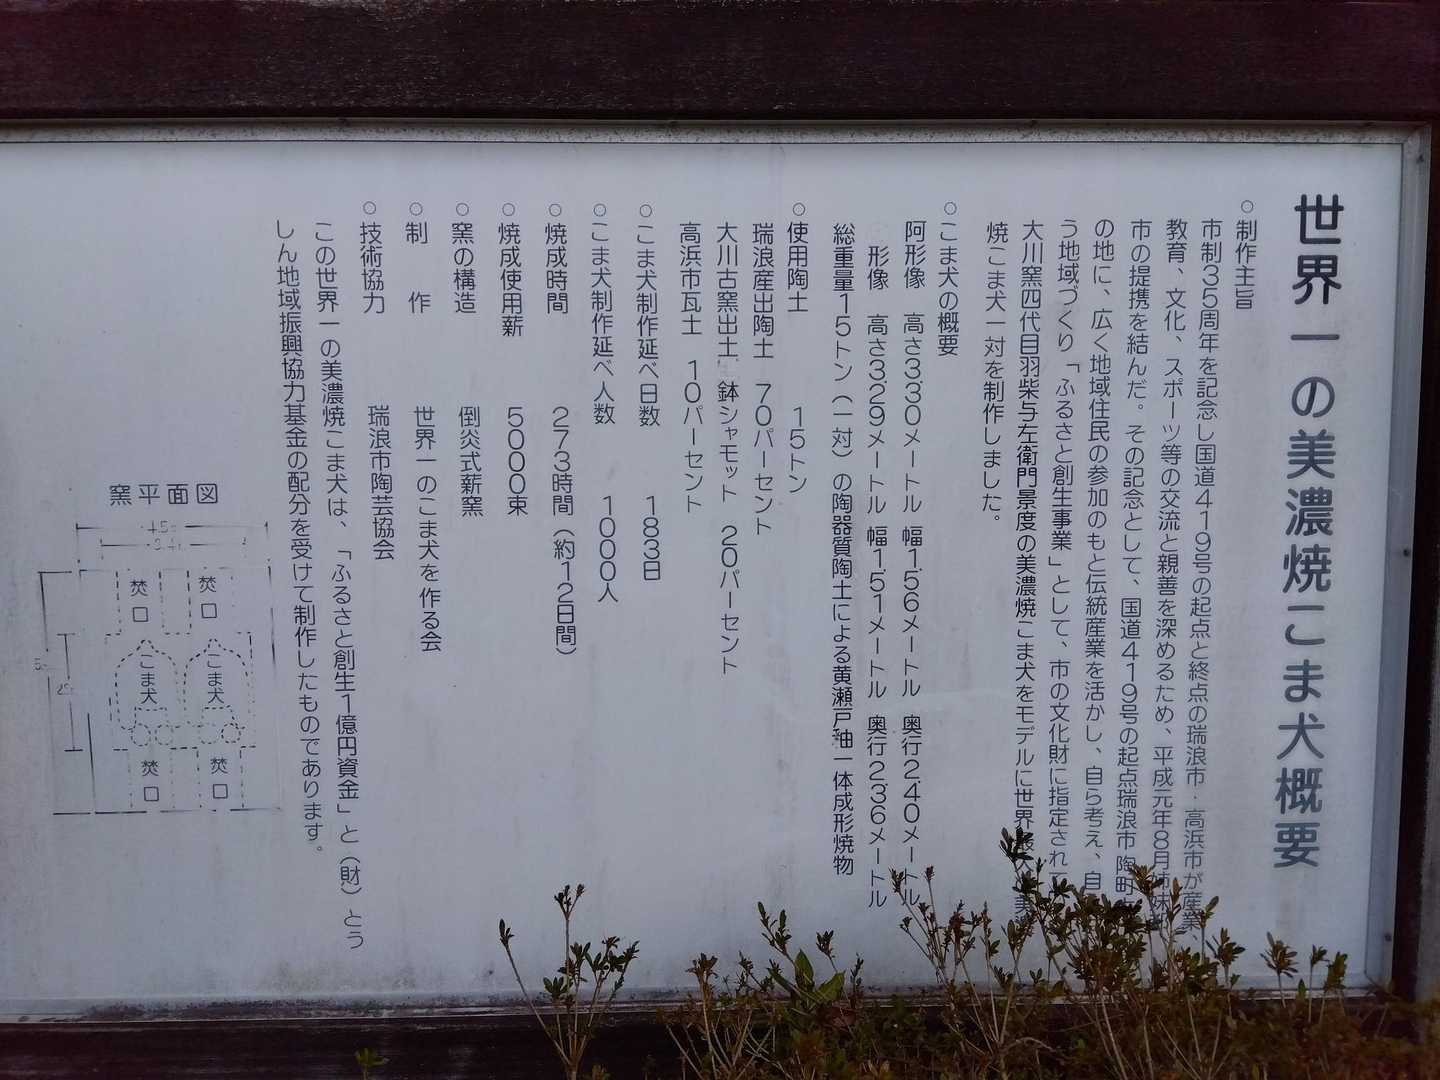 世界一の美濃焼こま犬概要
○制作主旨
市制35周年を記念し国道419号の起点と終点の瑞浪市・高浜市が産業
教育、文化、スポーツ等の交流と親善を深めるため、平成元年8月姉妹都
市の提携を結んだ。その記念として、国道419号の起点瑞浪市陶町
の地に、広く地域住民の参加のもと伝統産業を活かし、自ら考え、自
う地域づくり「ふるさと創生事業」として、市の文化財に指定され
大川窯四代目羽柴与左衛門景度の美濃焼こま犬をモデルに世界最大
焼こま犬一対を制作しました。
○こま犬の概要
阿形像 高さ3.30メートル 幅1.56メートル 奥行2.40メートル
形像 高さ3.29メートル 幅1.51メートル 奥行2.36メートル
総重量15トン(一対)の陶器質陶土による黄瀬戸釉一体成形焼物
○使用陶土 15トン
瑞浪産出陶土 70パーセント
大川古窯出土 鉢シャモット 20パーセント
高浜市瓦土 10パーセント
○こま犬制作延べ日数 183日
○こま犬制作延べ人数 1000人
○焼成時間 273時間(約12日間)
○焼成使用薪 5000束
○窯の構造 倒炎式薪窯
○制作 世界一のこま犬を作る会
○技術協力 瑞浪市陶芸協会
この世界一の美濃焼こま犬は、「ふるさと創生1億円資金」と(財)とう
しん地域振興協力基金の配分を受けて制作したものであります。
窯平面図
焚口
焚口
こま犬
こま犬
焚口
焚口